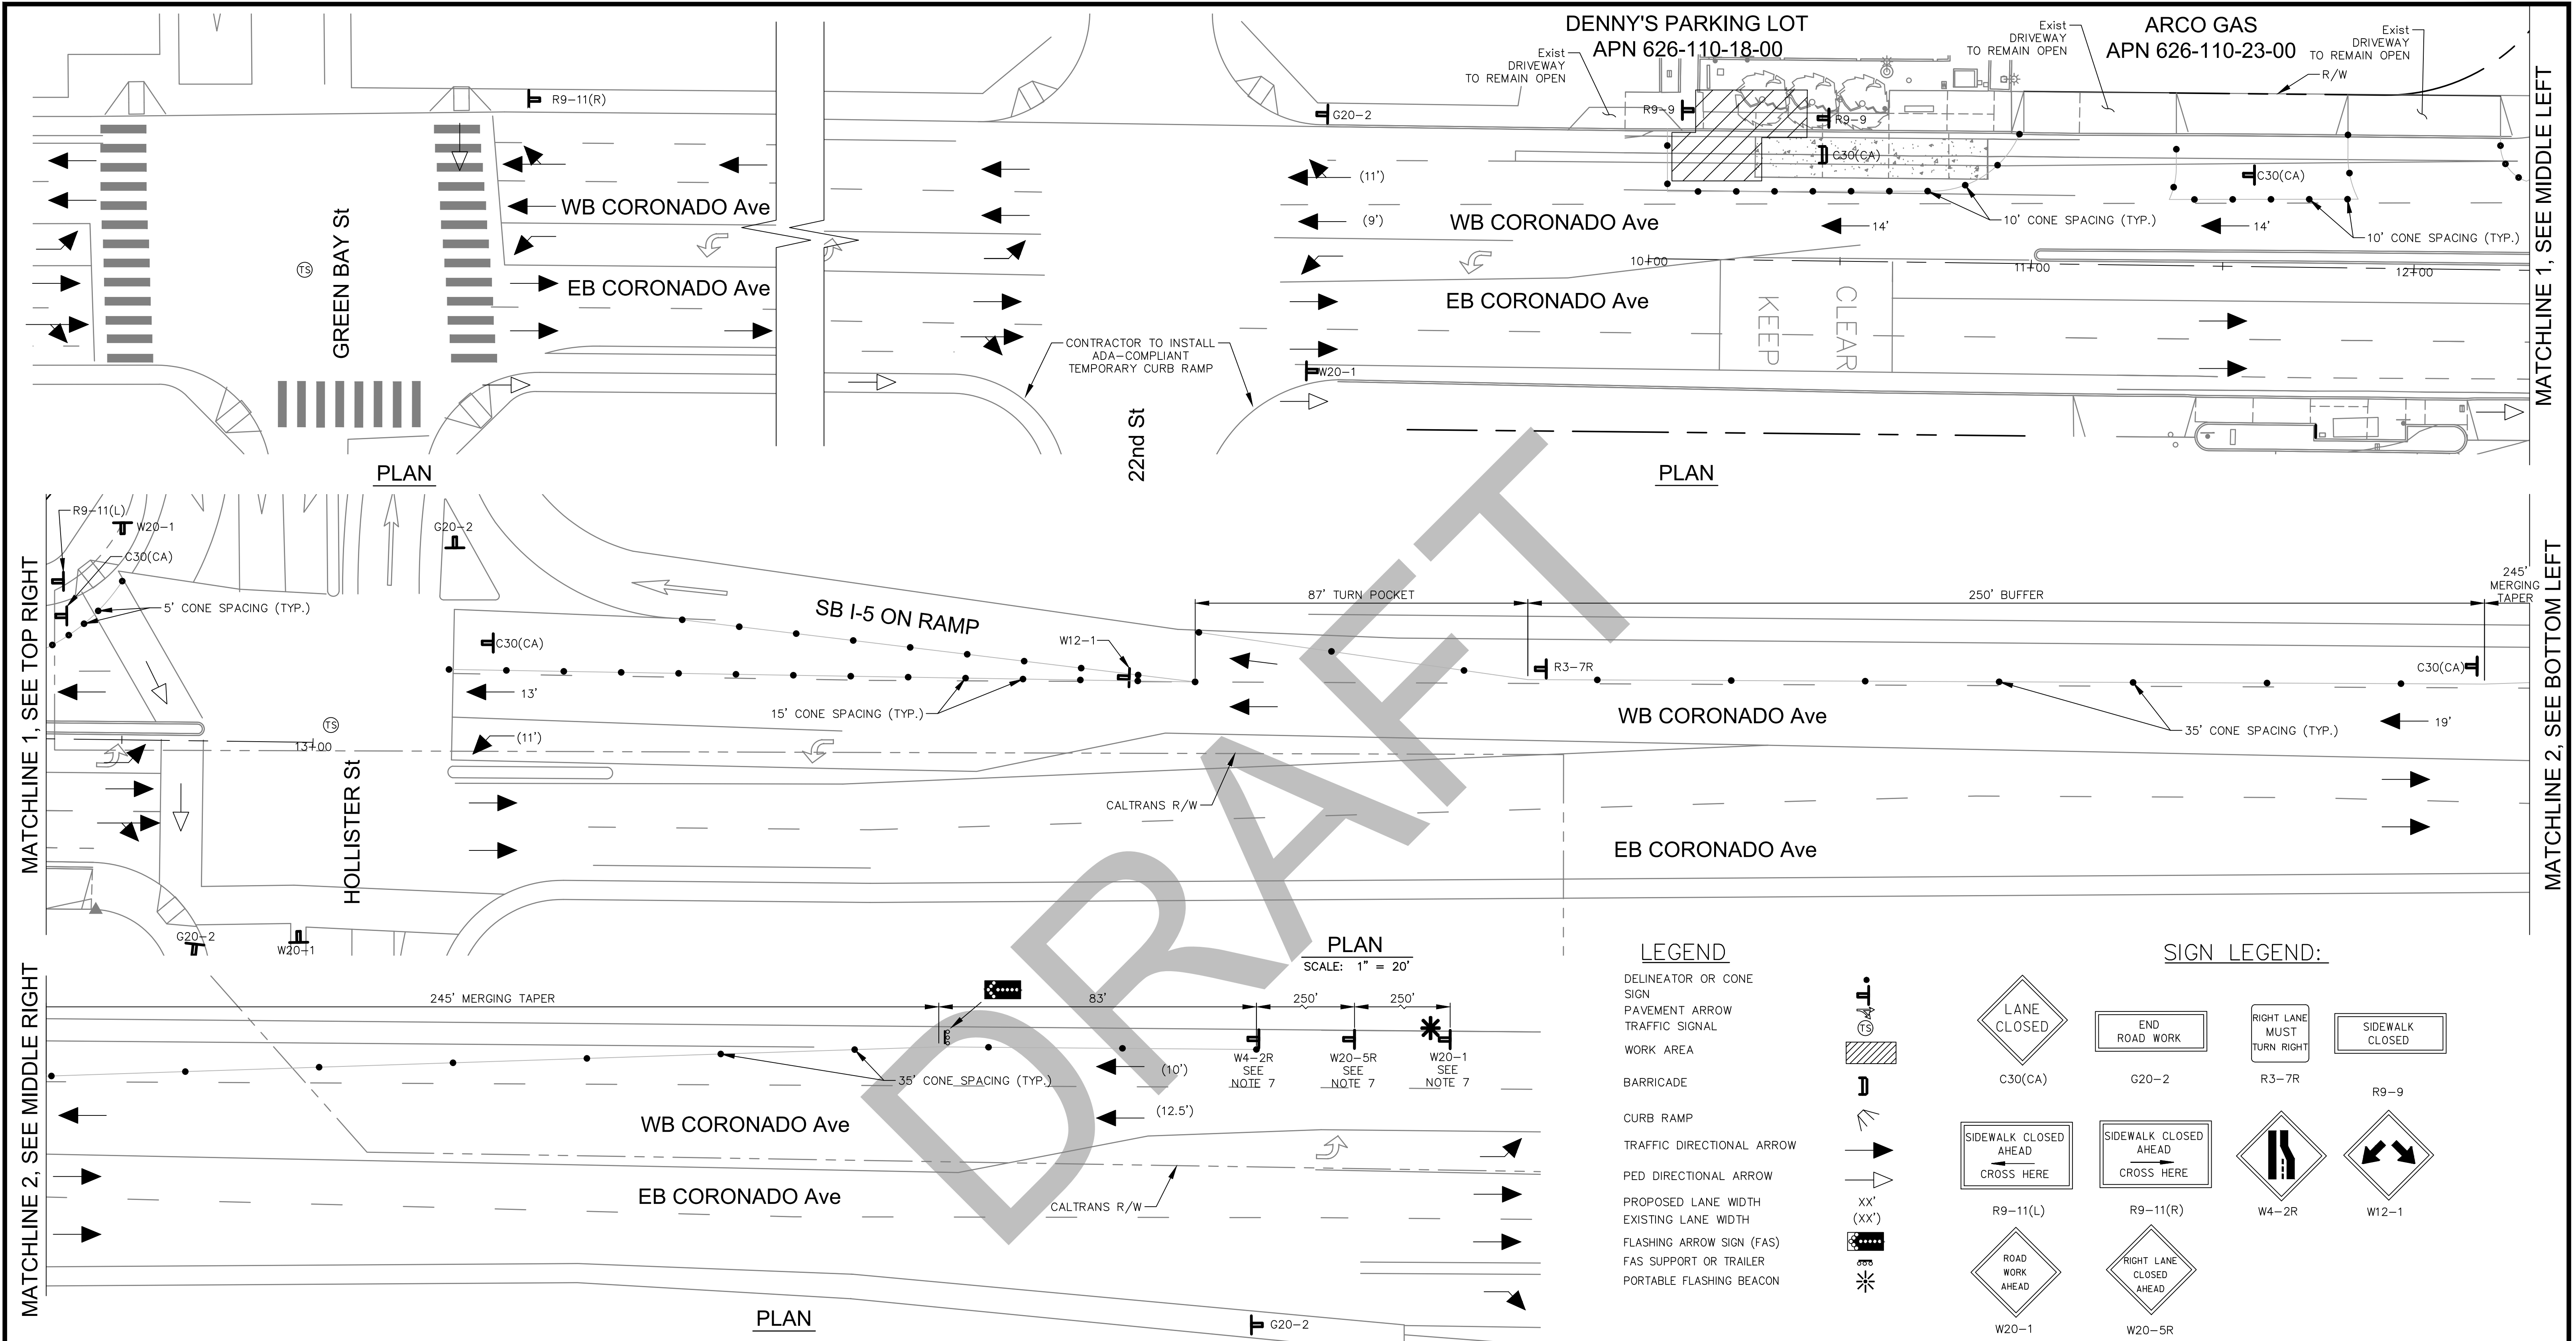 DENNY'S PARKING LOT
APN 626-110-18-00
ARCO GAS
APN 626-110-23-00
Exist
DRIVEWAY
TO REMAIN OPEN
Exist
DRIVEWAY
TO REMAIN OPEN
Exist
DRIVEWAY
TO REMAIN OPEN
R/W
R9-11(R)
G20-2
R9-9
R9-9
C30(CA)
C30(CA)
(11')
(9')
WB CORONADO Ave
WB CORONADO Ave
14'
10' CONE SPACING (TYP.)
14'
10' CONE SPACING (TYP.)
TS
GREEN BAY St
EB CORONADO Ave
EB CORONADO Ave
10+00
11+00
12+00
KEEP
CLEAR
CONTRACTOR TO INSTALL
ADA-COMPLIANT
TEMPORARY CURB RAMP
W20-1
22nd St
MATCHLINE 1, SEE MIDDLE LEFT
PLAN
PLAN
MATCHLINE 1, SEE TOP RIGHT
R9-11(L)
W20-1
C30(CA)
5' CONE SPACING (TYP.)
G20-2
C30(CA)
SB I-5 ON RAMP
W12-1
87' TURN POCKET
250' BUFFER
245'
MERGING
TAPER
R3-7R
C30(CA)
13'
15' CONE SPACING (TYP.)
WB CORONADO Ave
35' CONE SPACING (TYP.)
19'
TS
13+00
(11')
HOLLISTER St
CALTRANS R/W
EB CORONADO Ave
G20-2
W20-1
MATCHLINE 2, SEE BOTTOM LEFT
PLAN
SCALE: 1" = 20'
DRAFT
MATCHLINE 2, SEE MIDDLE RIGHT
245' MERGING TAPER
83'
250'
250'
35' CONE SPACING (TYP.)
(10')
(12.5')
W4-2R
SEE
NOTE 7
W20-5R
SEE
NOTE 7
W20-1
SEE
NOTE 7
WB CORONADO Ave
EB CORONADO Ave
CALTRANS R/W
G20-2
PLAN
LEGEND
DELINEATOR OR CONE
SIGN
PAVEMENT ARROW
TRAFFIC SIGNAL
TS
WORK AREA
BARRICADE
CURB RAMP
TRAFFIC DIRECTIONAL ARROW
PED DIRECTIONAL ARROW
PROPOSED LANE WIDTH XX'
EXISTING LANE WIDTH (XX')
FLASHING ARROW SIGN (FAS)
FAS SUPPORT OR TRAILER
PORTABLE FLASHING BEACON
SIGN LEGEND:
LANE
CLOSED
C30(CA)
END
ROAD WORK
G20-2
RIGHT LANE
MUST
TURN RIGHT
R3-7R
SIDEWALK
CLOSED
R9-9
SIDEWALK CLOSED
AHEAD
CROSS HERE
R9-11(L)
SIDEWALK CLOSED
AHEAD
CROSS HERE
R9-11(R)
W4-2R
W12-1
ROAD
WORK
AHEAD
W20-1
RIGHT LANE
CLOSED
AHEAD
W20-5R